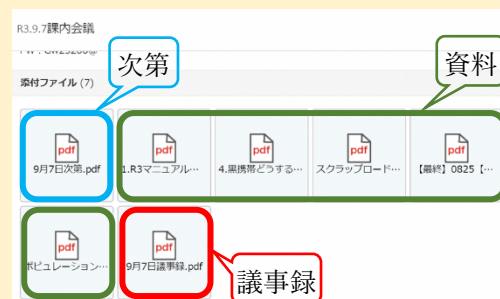 R3.9.7課内会議
次第
資料
添付ファイル (7)
pdf
pdf
pdf
pdf
pdf
9月7日次第.pdf
1.R3マニュアル…
4.黒携帯どうする…
スクラップロード…
【最終】0825【…
pdf
pdf
ポピュレーション…
9月7日議事録.pdf
議事録